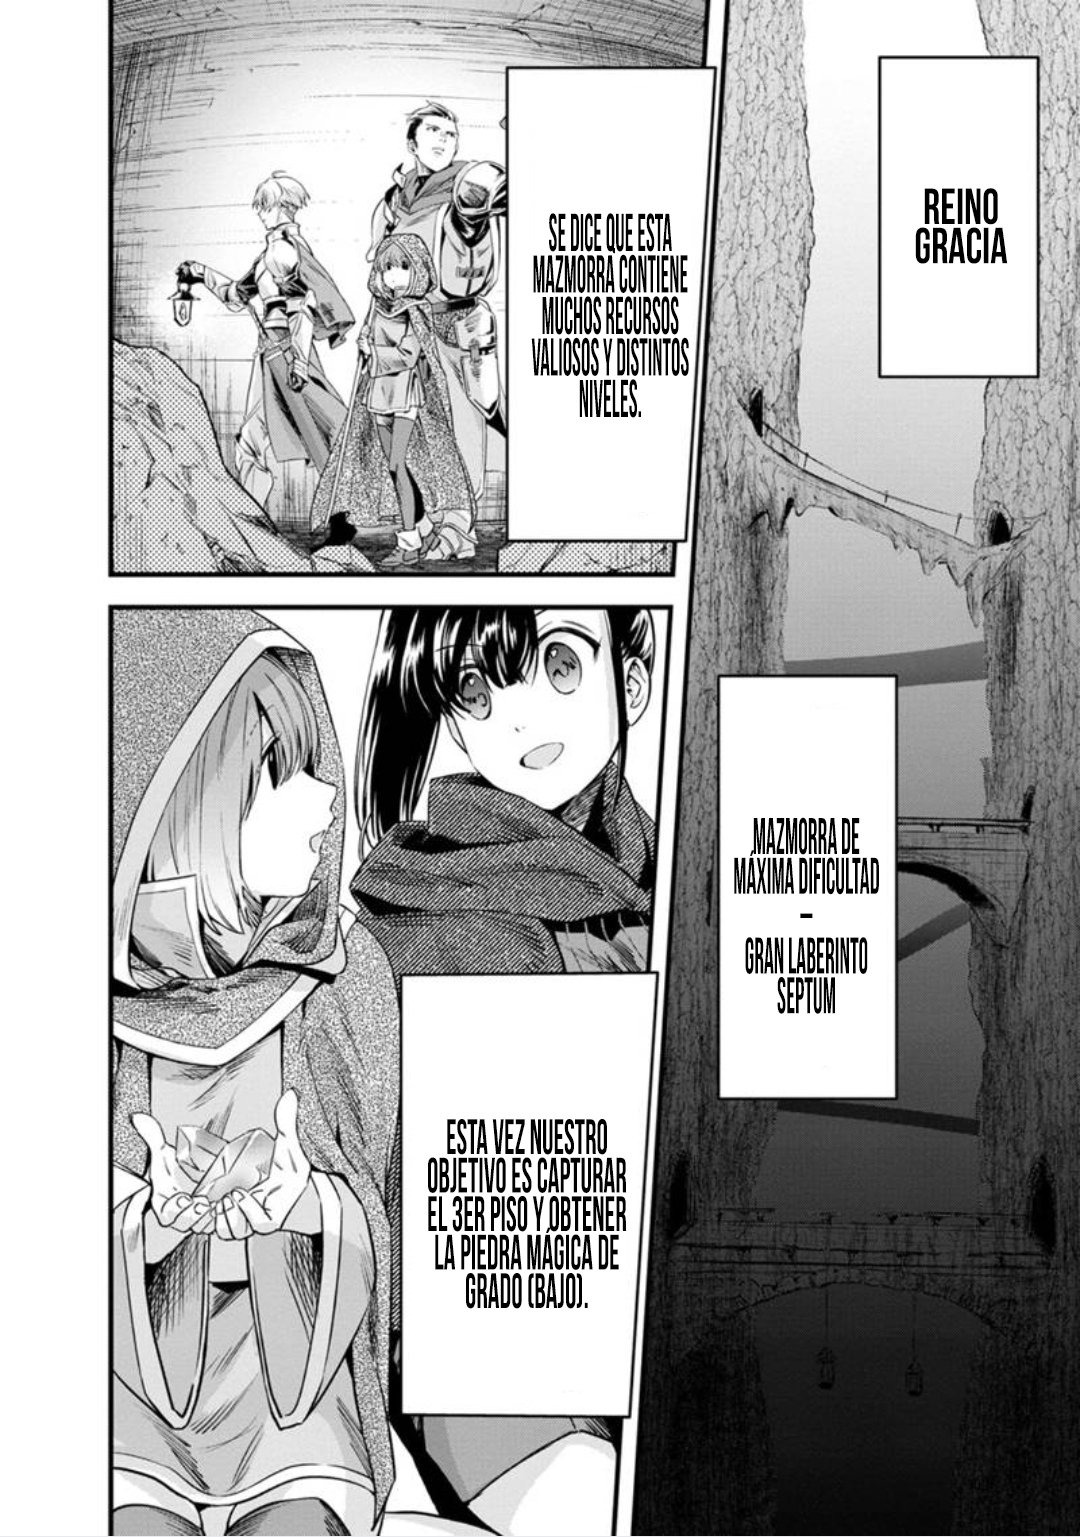 REINO
GRACIA
MAZMORRA DE
MÁXIMA DIFICULTAD
–
GRAN LABERINTO
SEPTUM
SE DICE QUE ESTA
MAZMORRA CONTIENE
MUCHOS RECURSOS
VALIOSOS Y DISTINTOS
NIVELES.
ESTA VEZ NUESTRO
OBJETIVO ES CAPTURAR
EL 3ER PISO Y OBTENER
LA PIEDRA MÁGICA DE
GRADO (BAJO).